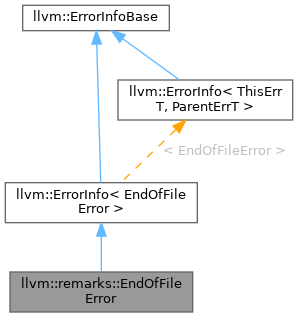 llvm::ErrorInfoBase
llvm::ErrorInfo< ThisErr
T, ParentErrT >
< EndOfFileError >
llvm::ErrorInfo< EndOfFile
Error >
llvm::remarks::EndOfFile
Error